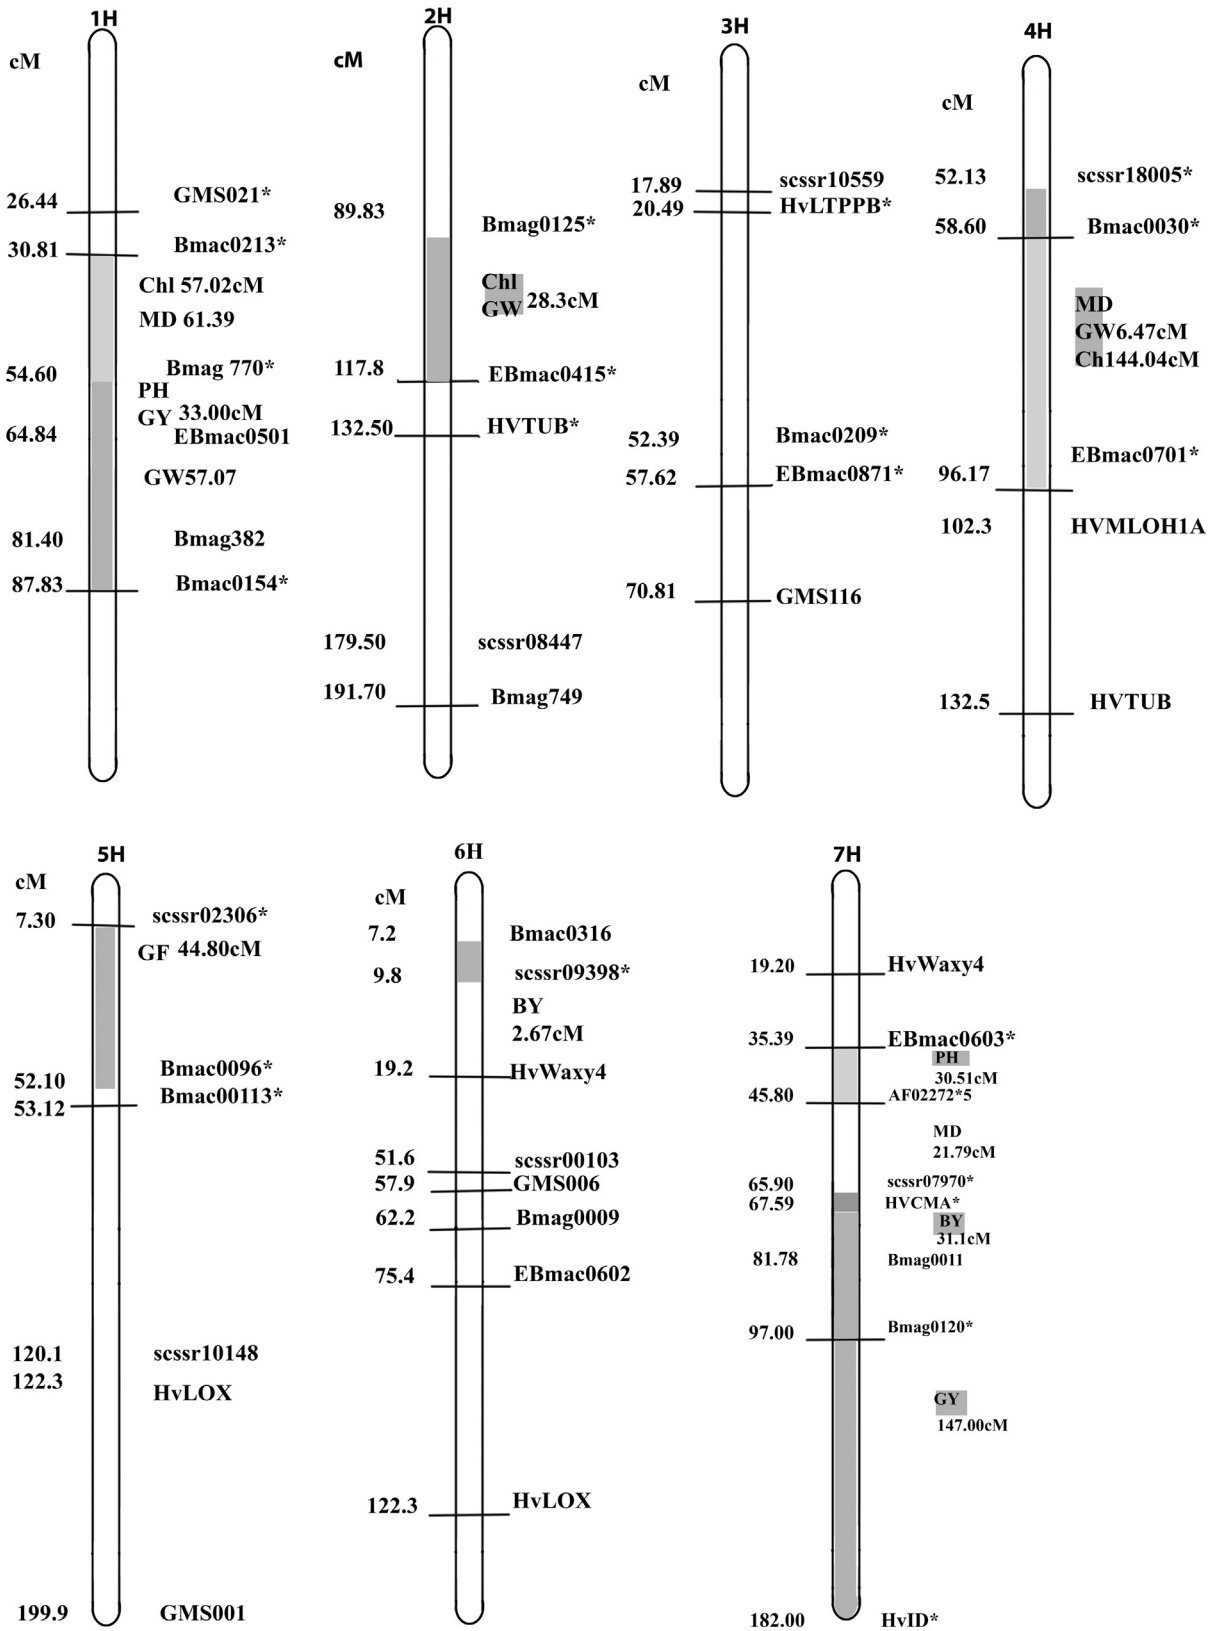 1H
cM
26.44 GMS021*
30.81 Bmac0213*
Chl 57.02cM
MD 61.39
54.60 Bmag 770*
PH
GY 33.00cM
64.84 EBmac0501
GW57.07
81.40 Bmag382
87.83 Bmac0154*
2H
cM
89.83 Bmag0125*
Chl
GW 28.3cM
117.8 EBmac0415*
132.50 HVTUB*
179.50 scssr08447
191.70 Bmag749
3H
cM
17.89 scssr10559
20.49 HvLTPPB*
52.39 Bmac0209*
57.62 EBmac0871*
70.81 GMS116
4H
cM
52.13 scssr18005*
58.60 Bmac0030*
MD
GW6.47cM
Ch144.04cM
96.17 EBmac0701*
102.3 HVMLOH1A
132.5 HVTUB
5H
cM
7.30 scssr02306*
GF 44.80cM
52.10 Bmac0096*
53.12 Bmac00113*
120.1 scssr10148
122.3 HvLOX
199.9 GMS001
6H
cM
7.2 Bmac0316
9.8 scssr09398*
BY
2.67cM
19.2 HvWaxy4
51.6 scssr00103
57.9 GMS006
62.2 Bmag0009
75.4 EBmac0602
122.3 HvLOX
7H
19.20 HvWaxy4
35.39 EBmac0603*
PH
30.51cM
45.80 AF02272*5
MD
21.79cM
65.90 scssr07970*
67.59 HVCMA*
BY
31.1cM
81.78 Bmag0011
97.00 Bmag0120*
GY
147.00cM
182.00 HvID*